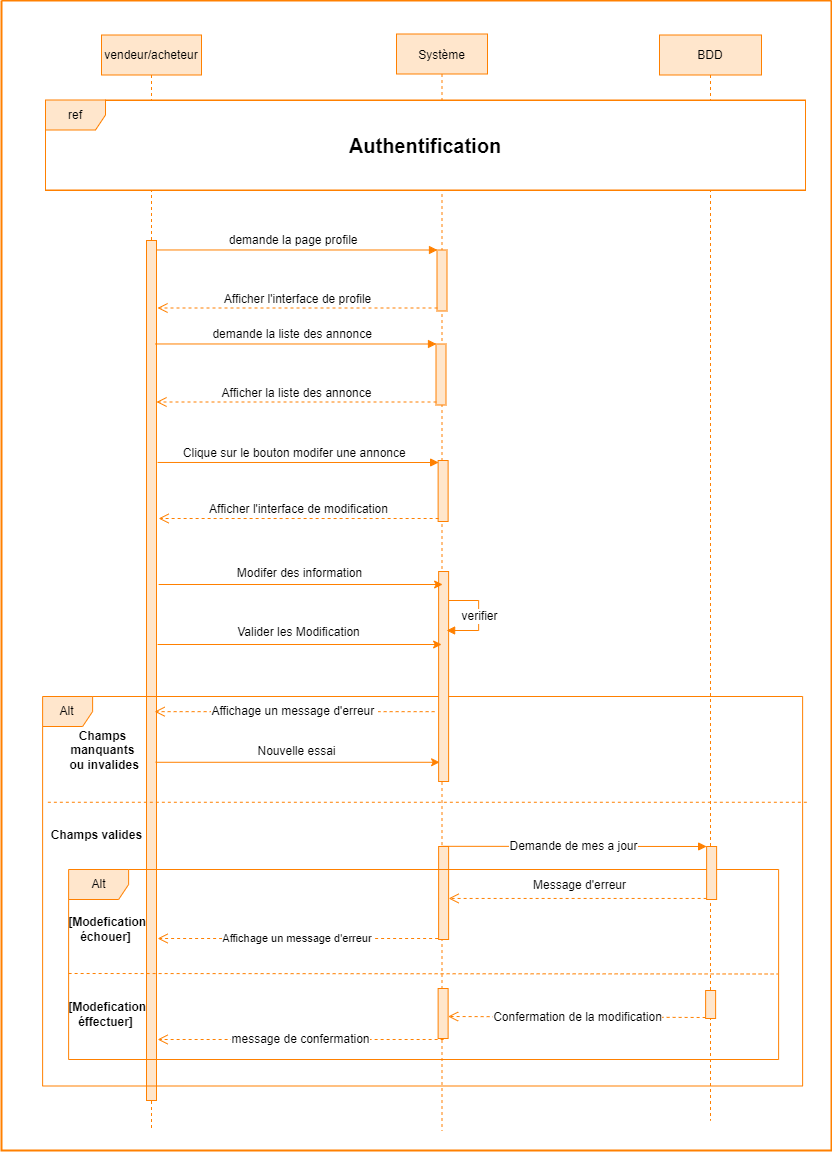 vendeur/acheteur
Système
BDD
ref
Authentification
demande la page profile
Afficher l'interface de profile
demande la liste des annonce
Afficher la liste des annonce
Clique sur le bouton modifer une annonce
Afficher l'interface de modification
Modifer des information
verifier
Valider les Modification
Alt
Affichage un message d'erreur
Champs
manquants
ou invalides
Nouvelle essai
Champs valides
Demande de mes a jour
Alt
Message d'erreur
[Modefication
échouer]
Affichage un message d'erreur
[Modefication
éffectuer]
Confermation de la modification
message de confermation